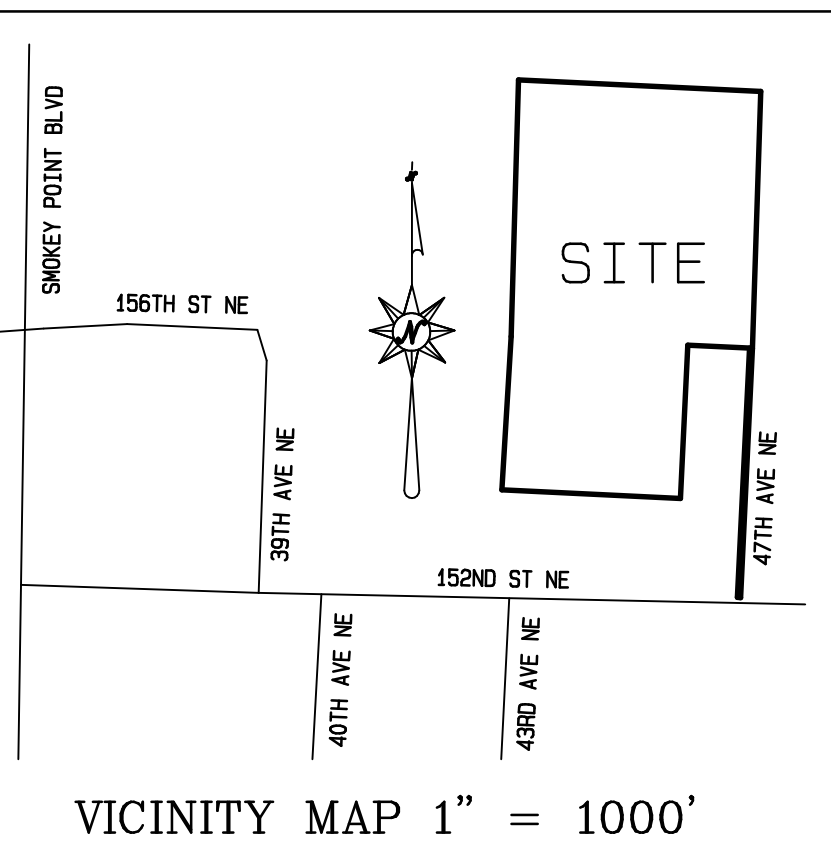 SMOKEY POINT BLVD
SITE
156TH ST NE
N
39TH AVE NE
47TH AVE NE
152ND ST NE
40TH AVE NE
43RD AVE NE
VICINITY MAP 1” = 1000’